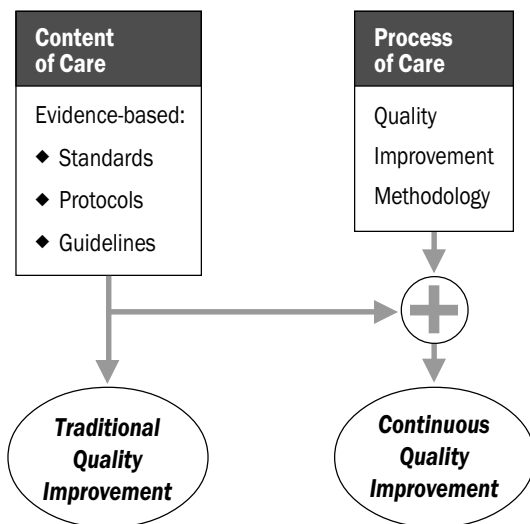 Content
of Care
Evidence-based:
◆ Standards
◆ Protocols
◆ Guidelines
Process
of Care
Quality
Improvement
Methodology
Traditional
Quality
Improvement
Continuous
Quality
Improvement